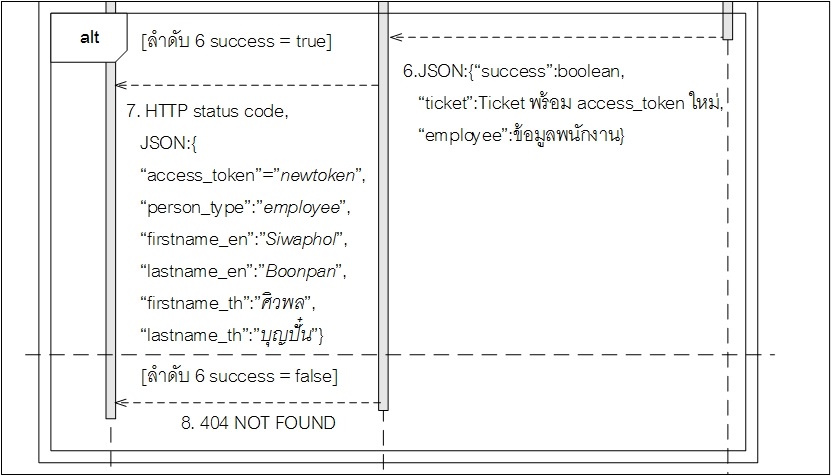 alt
[ลำดับ 6 success = true]
6.JSON:{“success”:boolean,
“ticket”:Ticket พร้อม access_token ใหม่,
“employee”:ข้อมูลพนักงาน}
7. HTTP status code,
JSON:{
“access_token”=”newtoken”,
“person_type”:”employee”,
“firstname_en”:”Siwaphol”,
“lastname_en”:”Boonpan”,
“firstname_th”:”ศิวพล”,
“lastname_th”:”บุญปั๋น”}
[ลำดับ 6 success = false]
8. 404 NOT FOUND